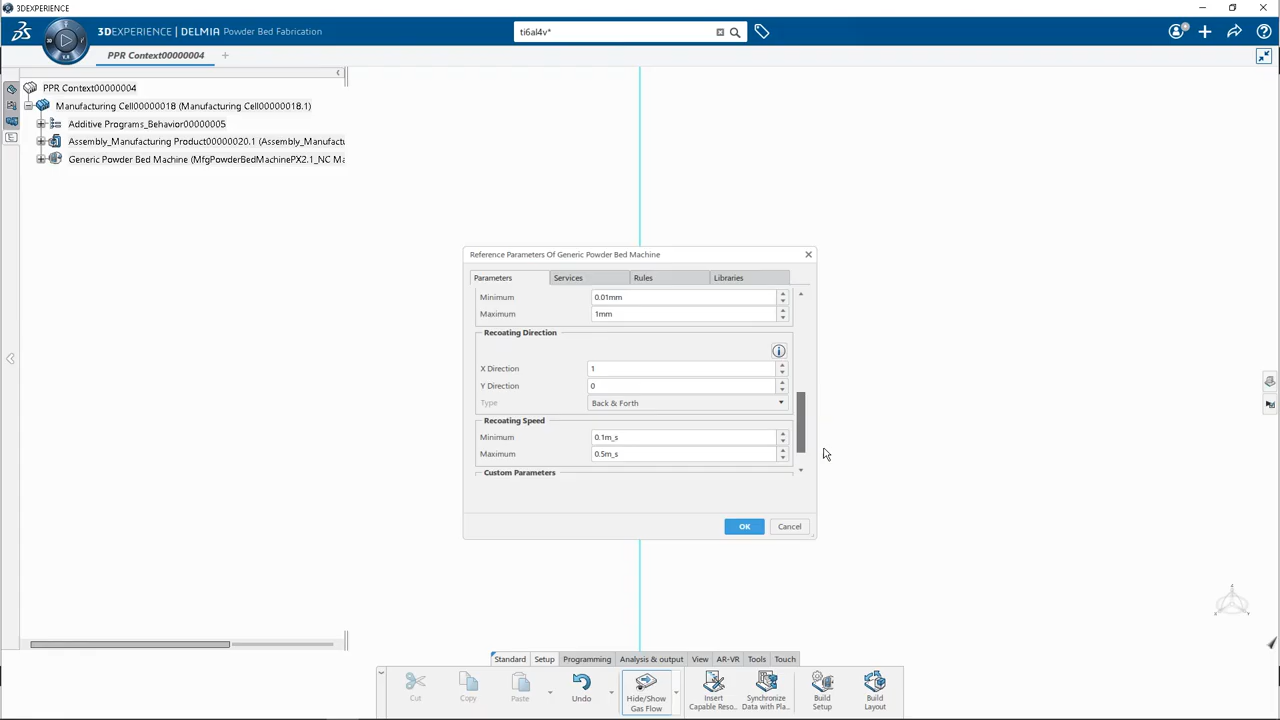 3DEXPERIENCE
3DEXPERIENCE | DELMIA Powder Bed Fabrication
ti6al4v*
PPR Context00000004
PPR Context00000004
Manufacturing Cell00000018 (Manufacturing Cell00000018.1)
Additive Programs_Behavior00000005
Assembly_Manufacturing Product00000020.1 (Assembly_Manufactu
Generic Powder Bed Machine (MfgPowderBedMachinePX2.1_NC Ma
Reference Parameters Of Generic Powder Bed Machine
Parameters Services Rules Libraries
Minimum 0.01mm
Maximum 1mm
Recoating Direction
X Direction 1
Y Direction 0
Type Back & Forth
Recoating Speed
Minimum 0.1m_s
Maximum 0.5m_s
Custom Parameters
OK Cancel
Standard Setup Programming Analysis & output View AR-VR Tools Touch
Cut Copy Paste Undo
Hide/Show Gas Flow
Insert Capable Reso...
Synchronize Data with Pla...
Build Setup
Build Layout